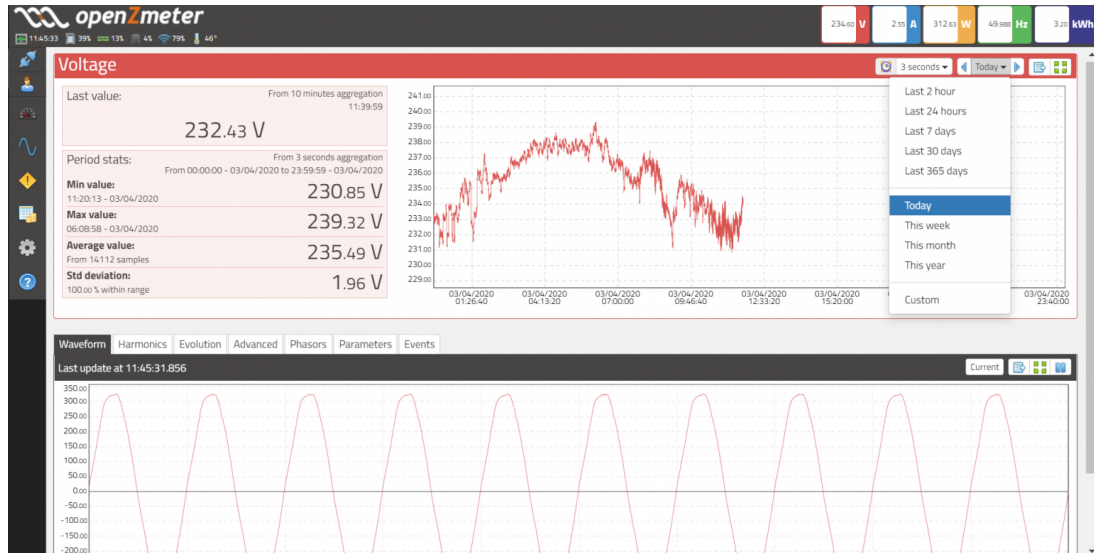 openZmeter
234.60 V 2.55 A 312.63 W 49.988 Hz 3.20 kWh
11:45:33 39% 13% 4% 79% 46°
Voltage
3 seconds Today
Last value:
From 10 minutes aggregation
11:39:59
232.43 V
Period stats:
From 3 seconds aggregation
From 00:00:00 - 03/04/2020 to 23:59:59 - 03/04/2020
Min value:
11:20:13 - 03/04/2020
230.85 V
Max value:
06:08:58 - 03/04/2020
239.32 V
Average value:
From 14112 samples
235.49 V
Std deviation:
100.00 % within range
1.96 V
241.00
240.00
239.00
238.00
237.00
236.00
235.00
234.00
233.00
232.00
231.00
230.00
229.00
03/04/2020 03/04/2020 03/04/2020 03/04/2020 03/04/2020 03/04/2020 03/04/2020
01:26:40 04:13:20 07:00:00 09:46:40 12:33:20 15:20:00 23:40:00
Last 2 hour
Last 24 hours
Last 7 days
Last 30 days
Last 365 days
Today
This week
This month
This year
Custom
Waveform Harmonics Evolution Advanced Phasors Parameters Events
Last update at 11:45:31.856
Current
350.00
300.00
250.00
200.00
150.00
100.00
50.00
0.00
-50.00
-100.00
-150.00
-200.00